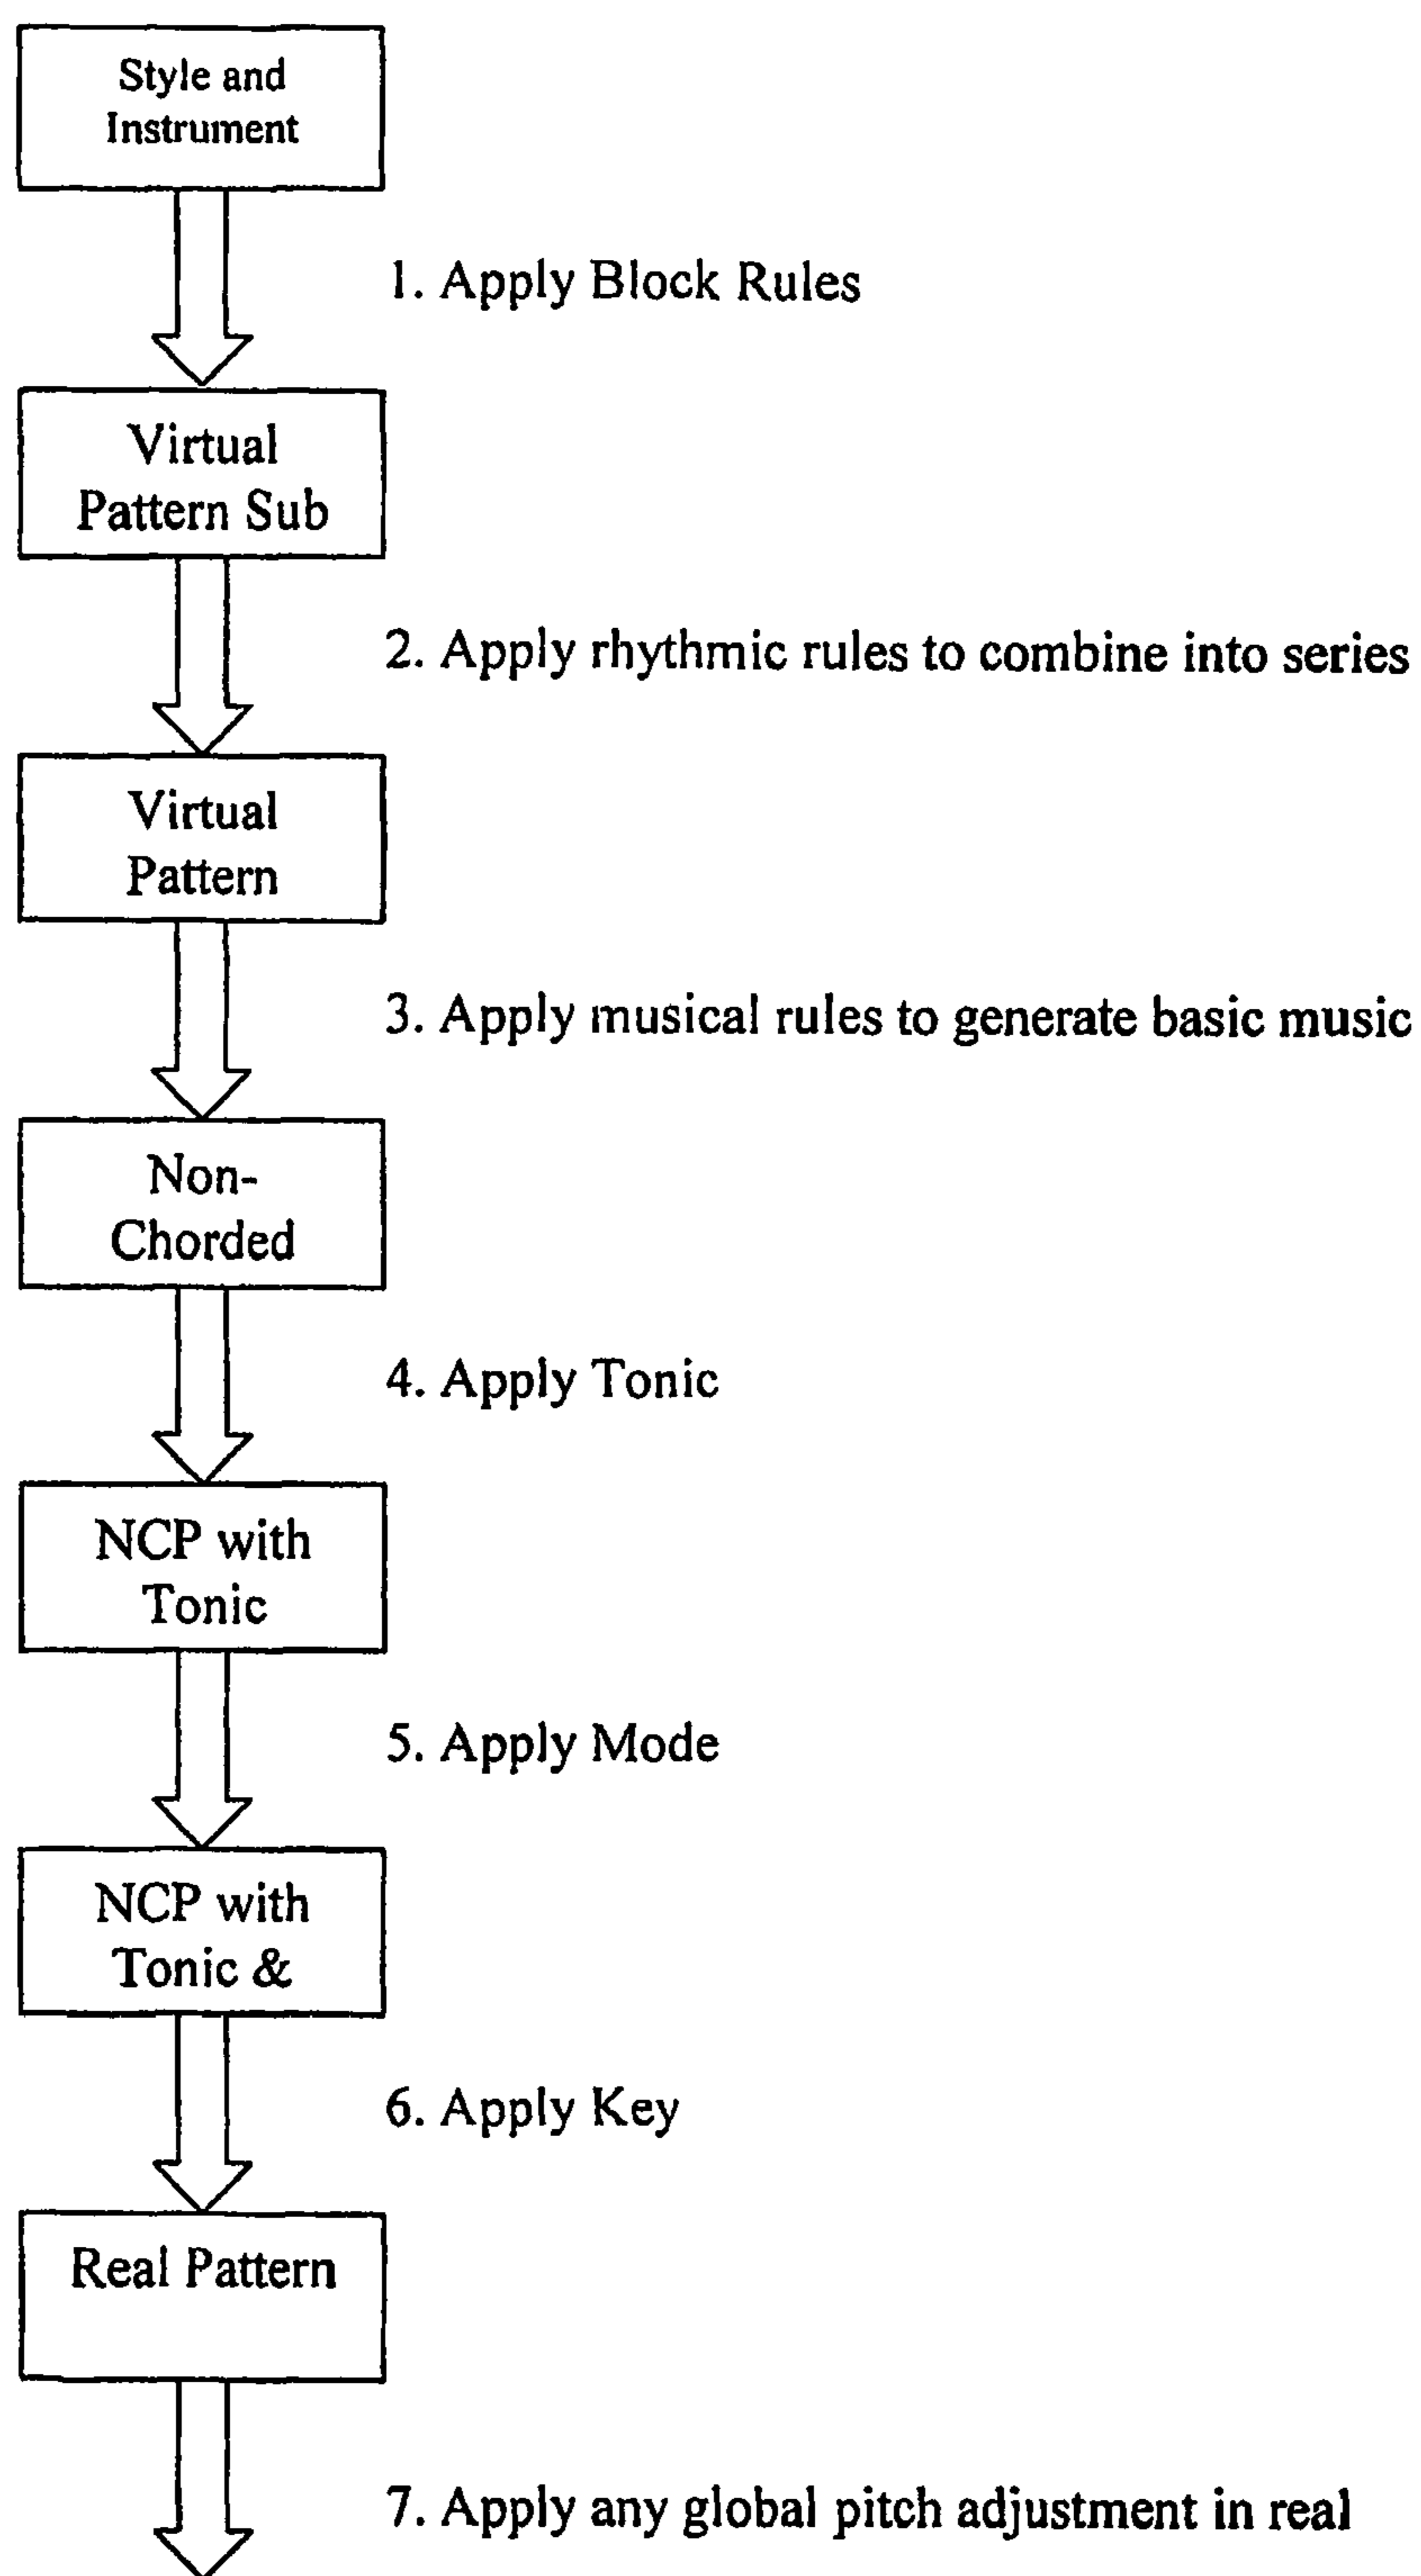 Style and
Instrument
1. Apply Block Rules
Virtual
Pattern Sub
2. Apply rhythmic rules to combine into series
Virtual
Pattern
3. Apply musical rules to generate basic music
Non-
Chorded
4. Apply Tonic
NCP with
Tonic
5. Apply Mode
NCP with
Tonic &
6. Apply Key
Real Pattern
7. Apply any global pitch adjustment in real